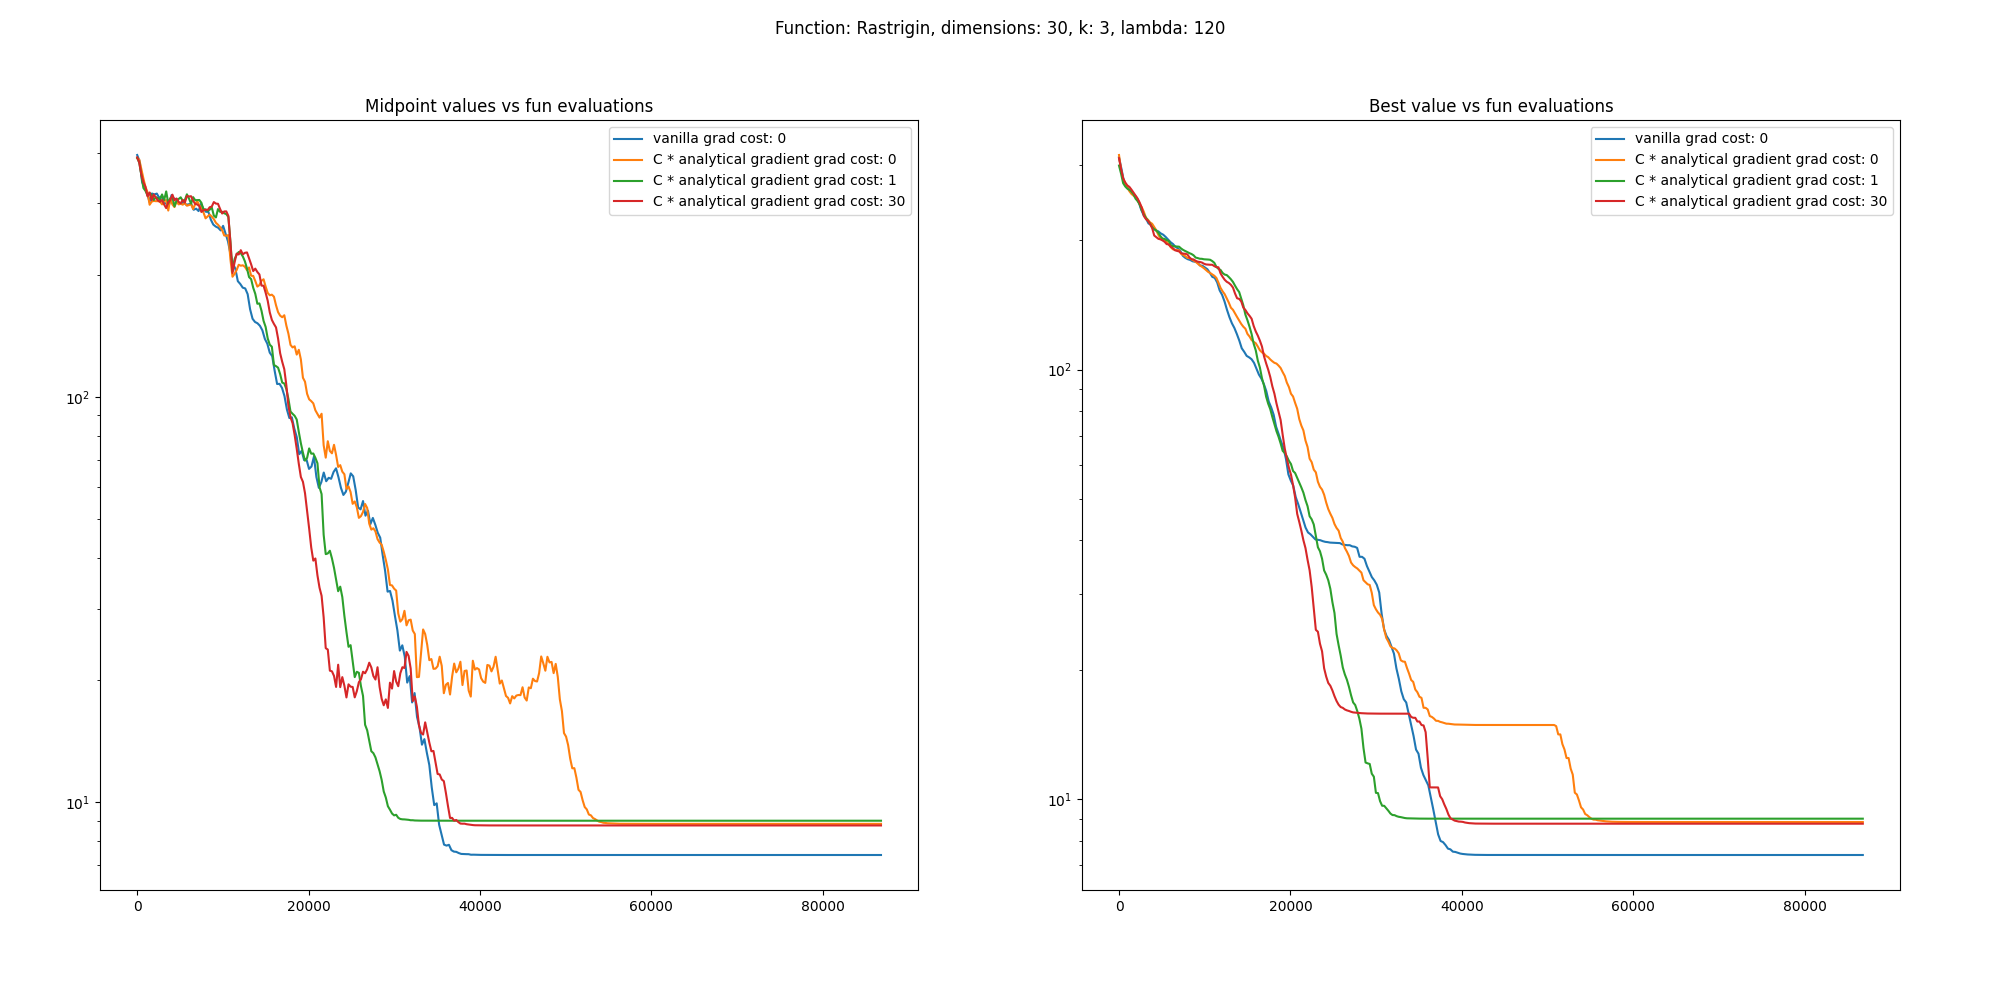 Function: Rastrigin, dimensions: 30, k: 3, lambda: 120
Midpoint values vs fun evaluations
vanilla grad cost: 0
C * analytical gradient grad cost: 0
C * analytical gradient grad cost: 1
C * analytical gradient grad cost: 30
10²
10¹
0 20000 40000 60000 80000
Best value vs fun evaluations
vanilla grad cost: 0
C * analytical gradient grad cost: 0
C * analytical gradient grad cost: 1
C * analytical gradient grad cost: 30
10²
10¹
0 20000 40000 60000 80000